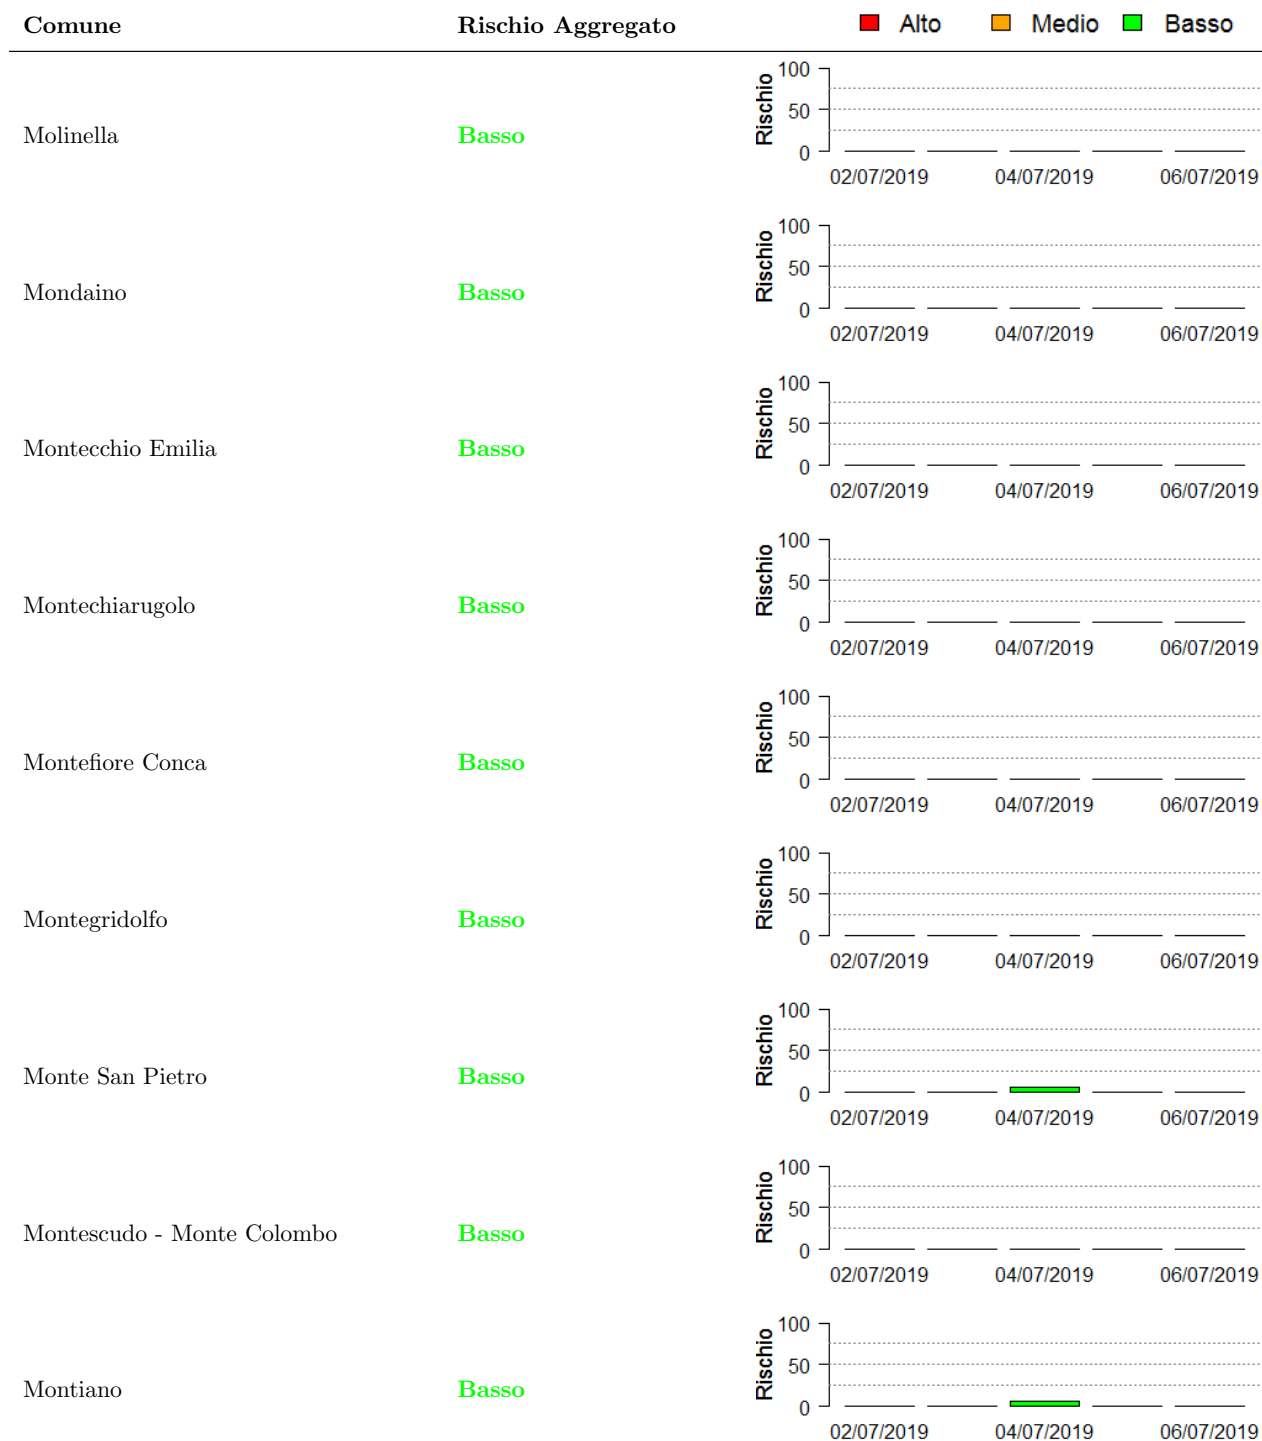 Comune Rischio Aggregato Alto Medio Basso
Molinella Basso Rischio 100 50 0
02/07/2019 04/07/2019 06/07/2019
Mondaino Basso Rischio 100 50 0
02/07/2019 04/07/2019 06/07/2019
Montecchio Emilia Basso Rischio 100 50 0
02/07/2019 04/07/2019 06/07/2019
Montechiarugolo Basso Rischio 100 50 0
02/07/2019 04/07/2019 06/07/2019
Montefiore Conca Basso Rischio 100 50 0
02/07/2019 04/07/2019 06/07/2019
Montegridolfo Basso Rischio 100 50 0
02/07/2019 04/07/2019 06/07/2019
Monte San Pietro Basso Rischio 100 50 0
02/07/2019 04/07/2019 06/07/2019
Montescudo - Monte Colombo Basso Rischio 100 50 0
02/07/2019 04/07/2019 06/07/2019
Montiano Basso Rischio 100 50 0
02/07/2019 04/07/2019 06/07/2019